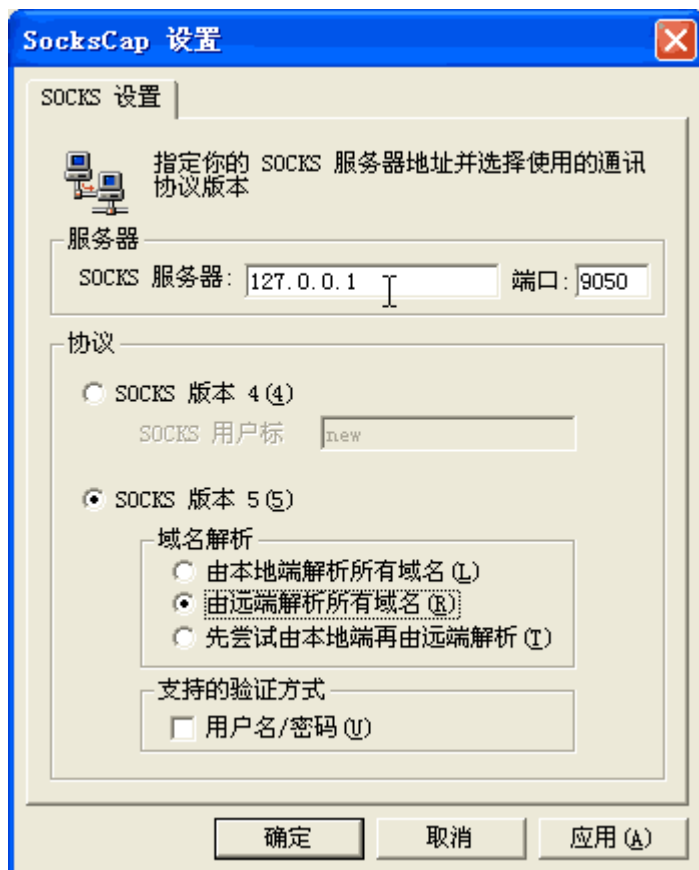 SocksCap 设置
SOCKS 设置
指定你的 SOCKS 服务器地址并选择使用的通讯
协议版本
服务器
SOCKS 服务器: 127.0.0.1 端口: 9050
协议
SOCKS 版本 4(4)
SOCKS 用户标 new
SOCKS 版本 5(5)
域名解析
由本地端解析所有域名(L)
由远端解析所有域名(R)
先尝试由本地端再由远端解析(T)
支持的验证方式
用户名/密码(U)
确定 取消 应用(A)